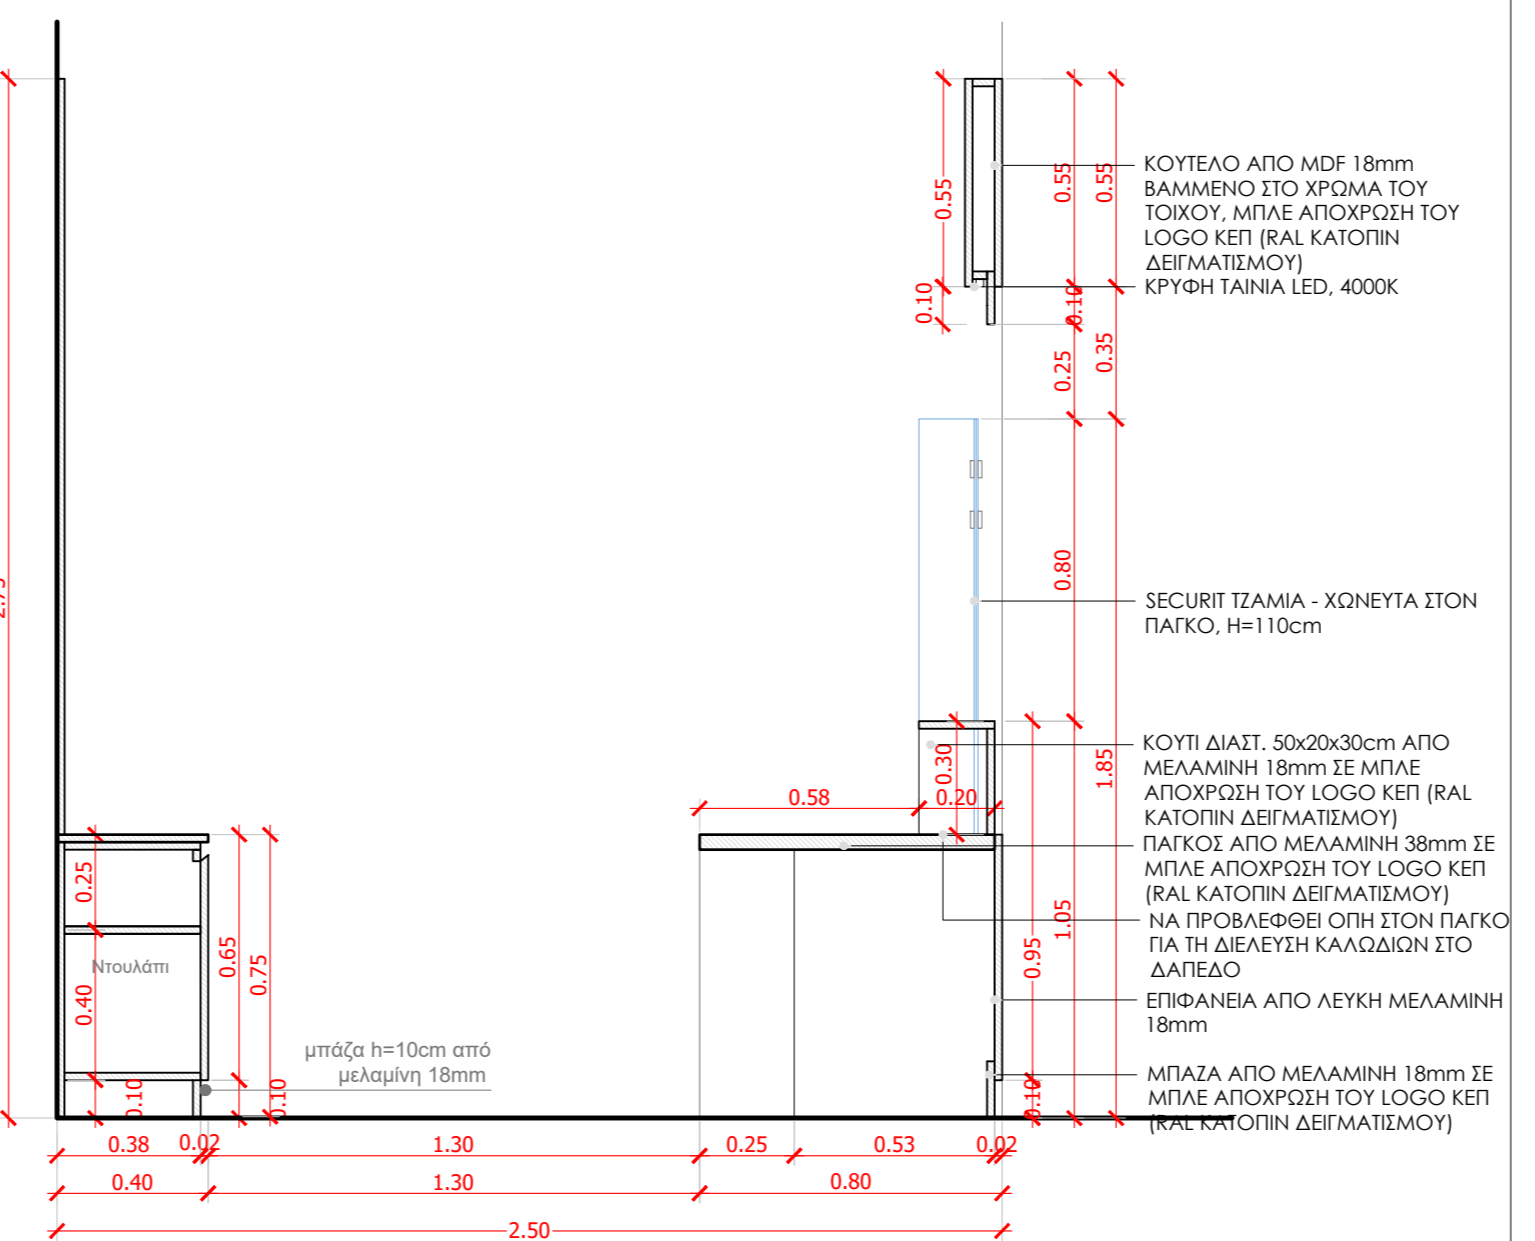 ΚΟΥΤΕΛΟ ΑΠΟ MDF 18mm
ΒΑΜΜΕΝΟ ΣΤΟ ΧΡΩΜΑ ΤΟΥ
ΤΟΙΧΟΥ, ΜΠΛΕ ΑΠΟΧΡΩΣΗ ΤΟΥ
LOGO ΚΕΠ (RAL ΚΑΤΟΠΙΝ
ΔΕΙΓΜΑΤΙΣΜΟΥ)
ΚΡΥΦΗ ΤΑΙΝΙΑ LED, 4000K
0.55
0.55
0.55
0.10
0.10
0.25
0.35
0.80
SECURIT ΤΖΑΜΙΑ - ΧΩΝΕΥΤΑ ΣΤΟΝ
ΠΑΓΚΟ, H=110cm
ΚΟΥΤΙ ΔΙΑΣΤ. 50x20x30cm ΑΠΟ
ΜΕΛΑΜΙΝΗ 18mm ΣΕ ΜΠΛΕ
ΑΠΟΧΡΩΣΗ ΤΟΥ LOGO ΚΕΠ (RAL
ΚΑΤΟΠΙΝ ΔΕΙΓΜΑΤΙΣΜΟΥ)
ΠΑΓΚΟΣ ΑΠΟ ΜΕΛΑΜΙΝΗ 38mm ΣΕ
ΜΠΛΕ ΑΠΟΧΡΩΣΗ ΤΟΥ LOGO ΚΕΠ
(RAL ΚΑΤΟΠΙΝ ΔΕΙΓΜΑΤΙΣΜΟΥ)
ΝΑ ΠΡΟΒΛΕΦΘΕΙ ΟΠΗ ΣΤΟΝ ΠΑΓΚΟ
ΓΙΑ ΤΗ ΔΙΕΛΕΥΣΗ ΚΑΛΩΔΙΩΝ ΣΤΟ
ΔΑΠΕΔΟ
ΕΠΙΦΑΝΕΙΑ ΑΠΟ ΛΕΥΚΗ ΜΕΛΑΜΙΝΗ
18mm
ΜΠΑΖΑ ΑΠΟ ΜΕΛΑΜΙΝΗ 18mm ΣΕ
ΜΠΛΕ ΑΠΟΧΡΩΣΗ ΤΟΥ LOGO ΚΕΠ
(RAL ΚΑΤΟΠΙΝ ΔΕΙΓΜΑΤΙΣΜΟΥ)
0.30
1.85
0.58
0.20
1.05
0.95
0.10
0.25
0.40
Ντουλάπι
0.65
0.75
0.10
0.10
μπάζα h=10cm από
μελαμίνη 18mm
0.38
0.02
1.30
0.25
0.53
0.02
0.40
1.30
0.80
2.50